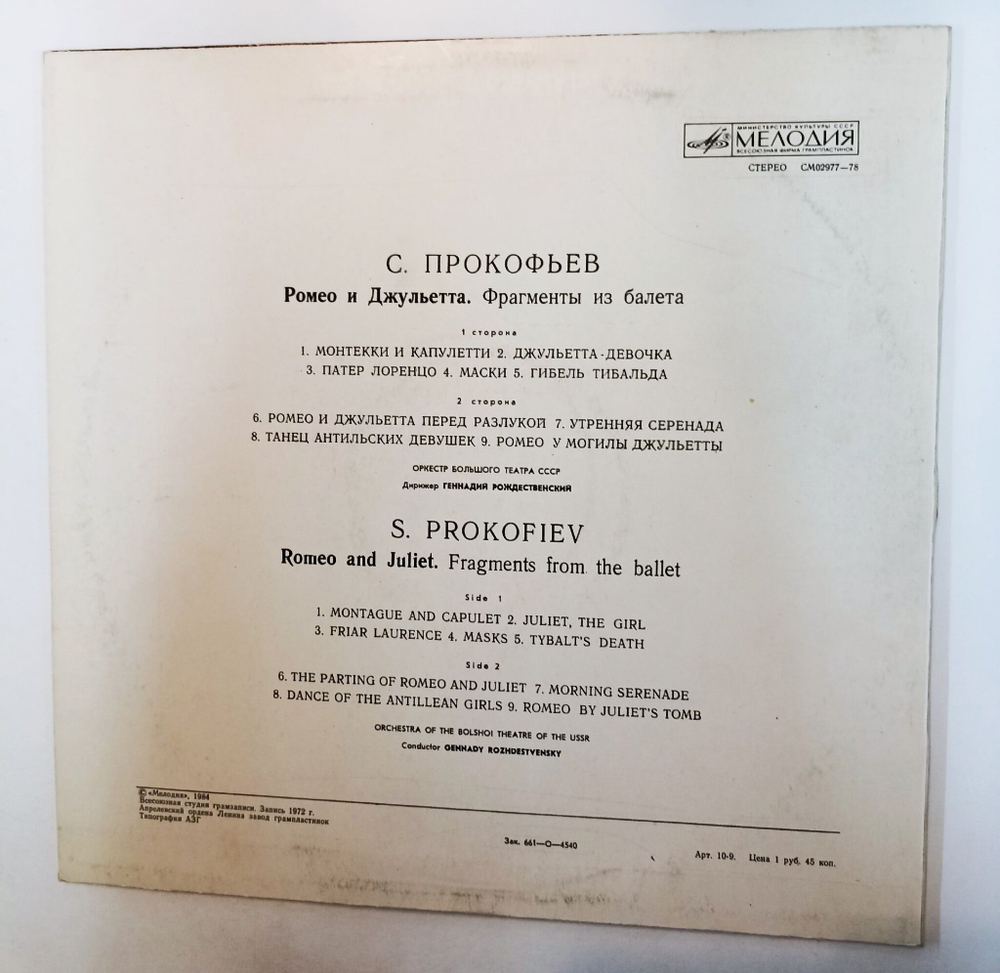 МИНИСТЕРСТВО КУЛЬТУРЫ СССР
МЕЛОДИЯ
ВСЕСОЮЗНАЯ ФИРМА ГРАМПЛАСТИНОК
СТЕРЕО СМ02977—78
С. ПРОКОФЬЕВ
Ромео и Джульетта. Фрагменты из балета
1 сторона
1. МОНТЕККИ И КАПУЛЕТТИ 2. ДЖУЛЬЕТТА-ДЕВОЧКА
3. ПАТЕР ЛОРЕНЦО 4. МАСКИ 5. ГИБЕЛЬ ТИБАЛЬДА
2 сторона
6. РОМЕО И ДЖУЛЬЕТТА ПЕРЕД РАЗЛУКОЙ 7. УТРЕННЯЯ СЕРЕНАДА
8. ТАНЕЦ АНТИЛЬСКИХ ДЕВУШЕК 9. РОМЕО У МОГИЛЫ ДЖУЛЬЕТТЫ
ОРКЕСТР БОЛЬШОГО ТЕАТРА СССР
Дирижер ГЕННАДИЙ РОЖДЕСТВЕНСКИЙ
S. PROKOFIEV
Romeo and Juliet. Fragments from the ballet
Side 1
1. MONTAGUE AND CAPULET 2. JULIET, THE GIRL
3. FRIAR LAURENCE 4. MASKS 5. TYBALT'S DEATH
Side 2
6. THE PARTING OF ROMEO AND JULIET 7. MORNING SERENADE
8. DANCE OF THE ANTILLEAN GIRLS 9. ROMEO BY JULIET'S TOMB
ORCHESTRA OF THE BOLSHOI THEATRE OF THE USSR
Conductor GENNADY ROZHDESTVENSKY
© «Мелодия», 1984
Всесоюзная студия грамзаписи. Запись 1972 г.
Апрелевский ордена Ленина завод грампластинок
Типография АЗГ
Зак. 661—О—4540
Арт. 10-9. Цена 1 руб. 45 коп.